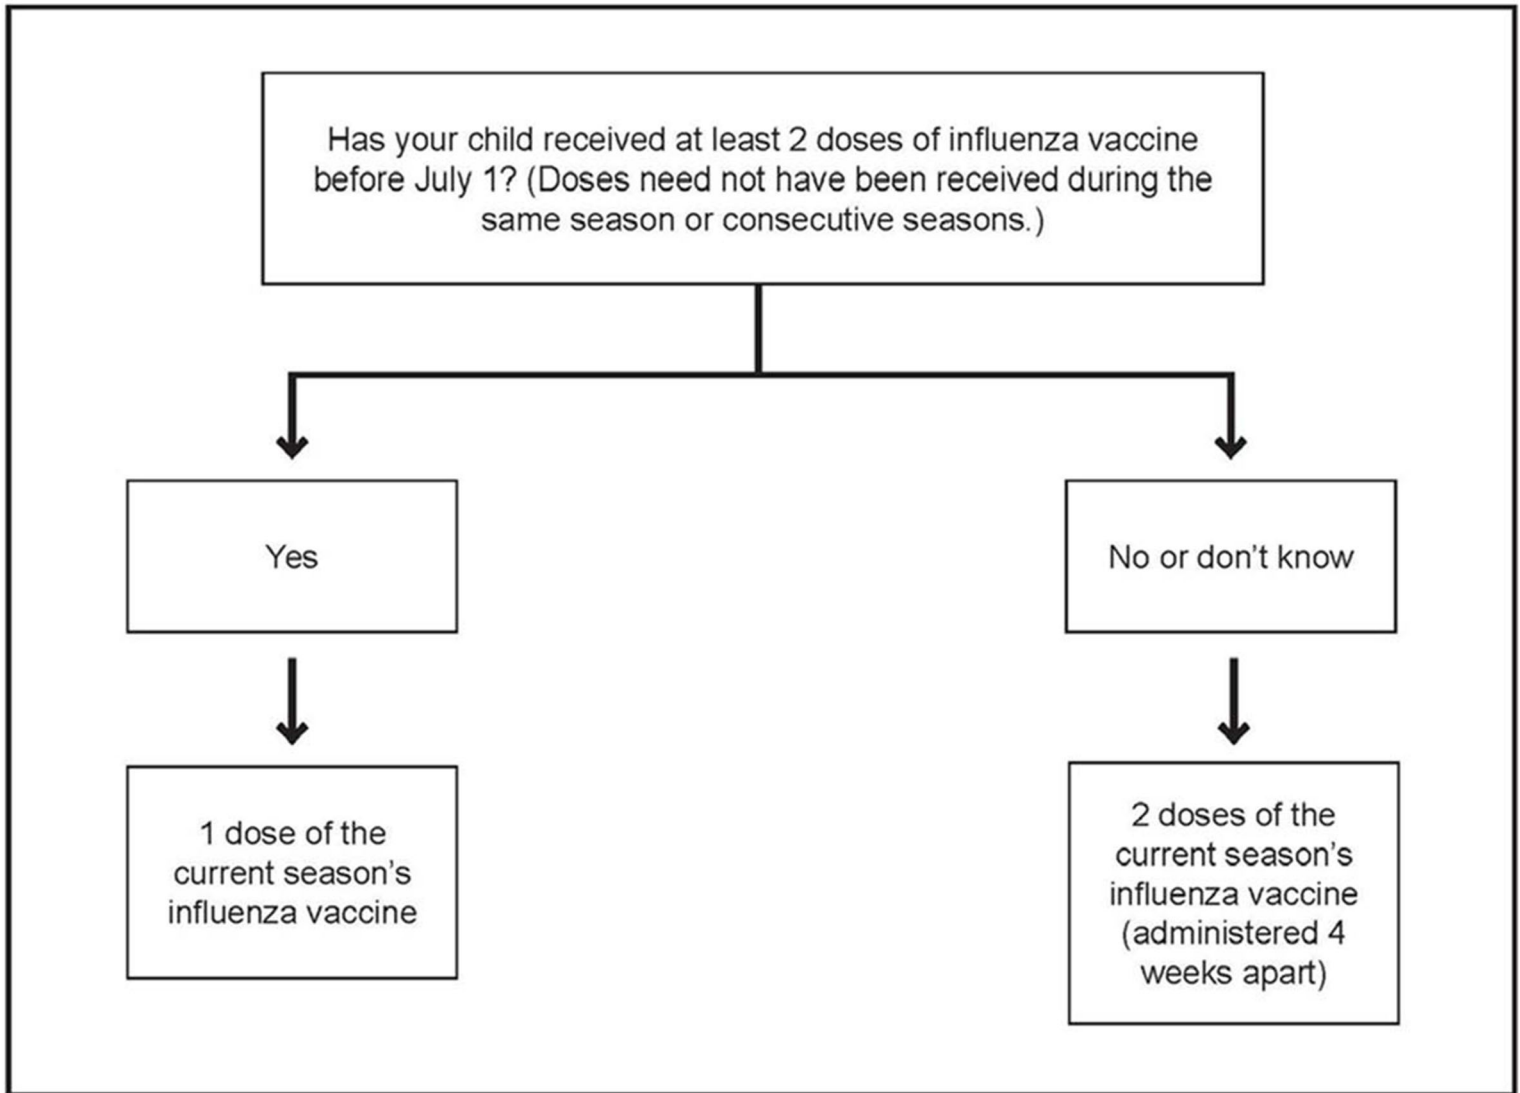 Has your child received at least 2 doses of influenza vaccine
before July 1? (Doses need not have been received during the
same season or consecutive seasons.)
Yes
No or don’t know
1 dose of the
current season’s
influenza vaccine
2 doses of the
current season’s
influenza vaccine
(administered 4
weeks apart)